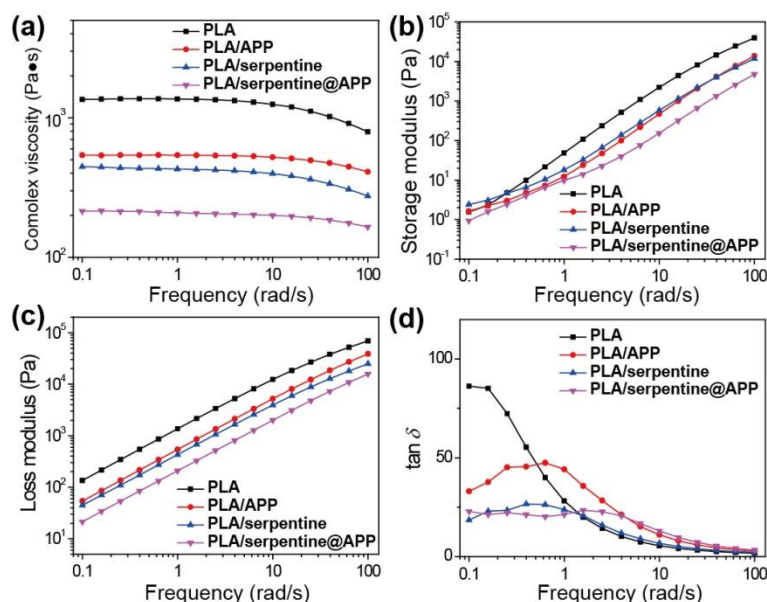 (a)
Comolex viscosity (Pa●s)
10³
10²
PLA
PLA/APP
PLA/serpentine
PLA/serpentine@APP
0.1 1 10 100
Frequency (rad/s)
(b)
Storage modulus (Pa)
10⁵
10⁴
10³
10²
10¹
10⁰
10⁻¹
PLA
PLA/APP
PLA/serpentine
PLA/serpentine@APP
0.1 1 10 100
Frequency (rad/s)
(c)
Loss modulus (Pa)
10⁵
10⁴
10³
10²
10¹
PLA
PLA/APP
PLA/serpentine
PLA/serpentine@APP
0.1 1 10 100
Frequency (rad/s)
(d)
tan δ
100
50
0
PLA
PLA/APP
PLA/serpentine
PLA/serpentine@APP
0.1 1 10 100
Frequency (rad/s)